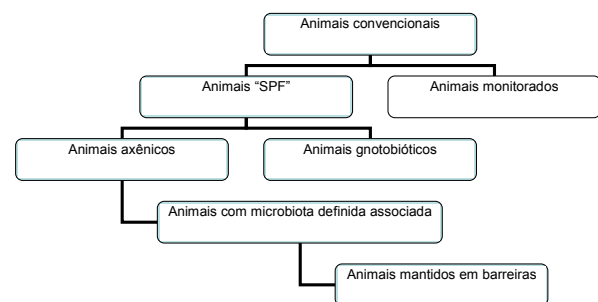 Animais convencionais
Animais “SPF”
Animais monitorados
Animais axênicos
Animais gnotobióticos
Animais com microbiota definida associada
Animais mantidos em barreiras